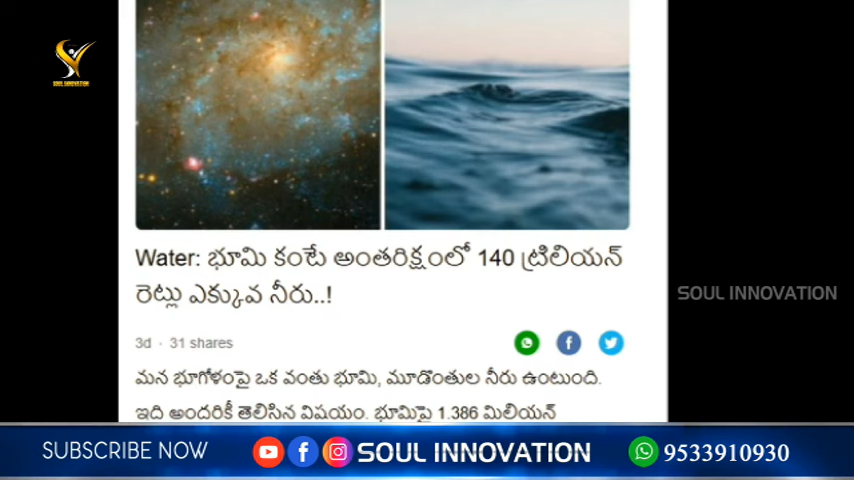 SOUL INNOVATION
Water: భూమి కంటే అంతరిక్షంలో 140 ట్రిలియన్
రెట్లు ఎక్కువ నీరు..!
SOUL INNOVATION
3d · 31 shares
మన భూగోళంపై ఒక వంతు భూమి, మూడొంతుల నీరు ఉంటుంది.
ఇది అందరికీ తెలిసిన విషయం. భూమిపై 1.386 మిలియన్
SUBSCRIBE NOW SOUL INNOVATION 9533910930